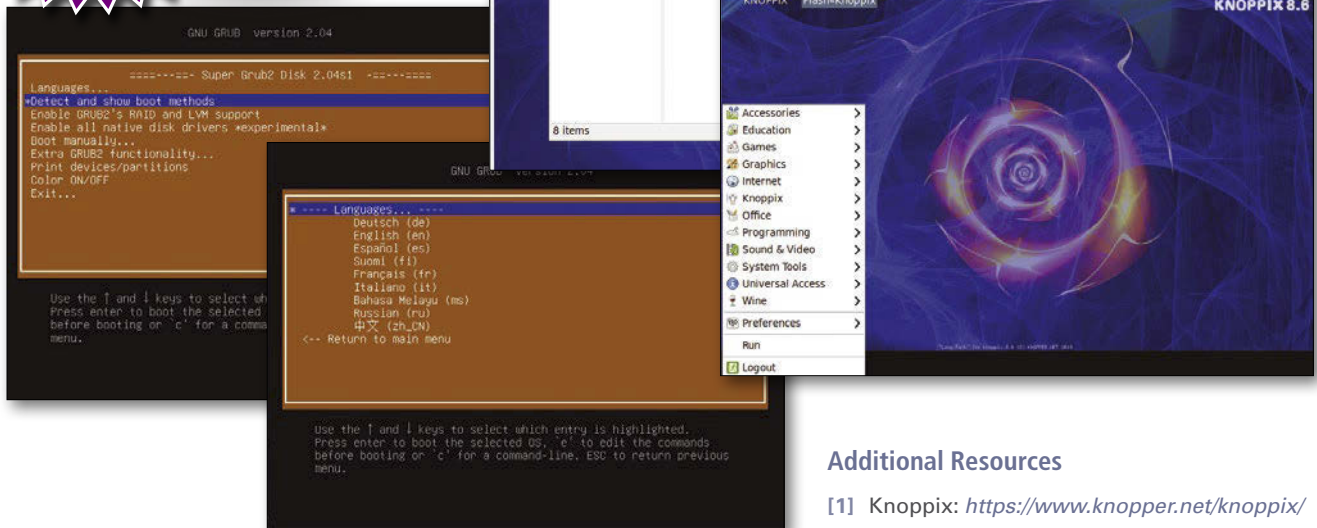 GNU GRUB version 2.04
====---==- Super Grub2 Disk 2.04s1 -==---====
Languages...
*Detect and show boot methods
Enable GRUB2's RAID and LVM support
Enable all native disk drivers *experimental*
Boot manually...
Extra GRUB2 functionality...
Print devices/partitions
Color ON/OFF
Exit...
Use the ↑ and ↓ keys to select wh
Press enter to boot the selected
before booting or `c' for a comma
menu.
GNU GRUB version 2.04
* ---- Languages... ----
Deutsch (de)
English (en)
Español (es)
Suomi (fi)
Français (fr)
Italiano (it)
Bahasa Melayu (ms)
Russian (ru)
中文 (zh_CN)
<-- Return to main menu
Use the ↑ and ↓ keys to select which entry is highlighted.
Press enter to boot the selected OS, `e' to edit the commands
before booting or `c' for a command-line. ESC to return previous
menu.
8 items
KNOPPIX Flash=Knoppix
KNOPPIX 8.6
Accessories
Education
Games
Graphics
Internet
Knoppix
Office
Programming
Sound & Video
System Tools
Universal Access
Wine
Preferences
Run
Logout
Additional Resources
[1] Knoppix: https://www.knopper.net/knoppix/